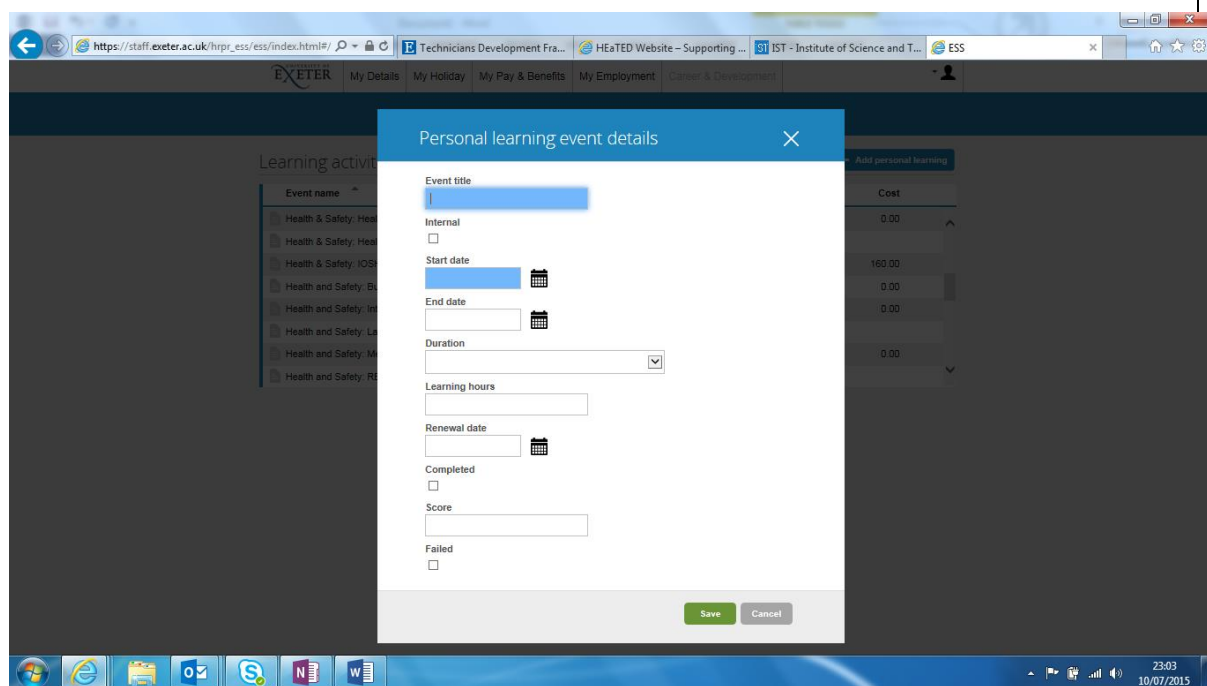 https://staff.exeter.ac.uk/hrpr_ess/ess/index.html#/
Technicians Development Fra...
HEaTED Website – Supporting ...
IST - Institute of Science and T...
ESS
UNIVERSITY OF
EXETER
My Details
My Holiday
My Pay & Benefits
My Employment
Career & Development
Personal learning event details
Learning activit
Add personal learning
Event name
Cost
Health & Safety: Heal
0.00
Health & Safety: Heal
Health & Safety: IOSH
160.00
Health and Safety: Bu
0.00
Health and Safety: Int
0.00
Health and Safety: La
Health and Safety: Me
0.00
Health and Safety: RE
Event title
Internal
Start date
End date
Duration
Learning hours
Renewal date
Completed
Score
Failed
Save
Cancel
23:03
10/07/2015